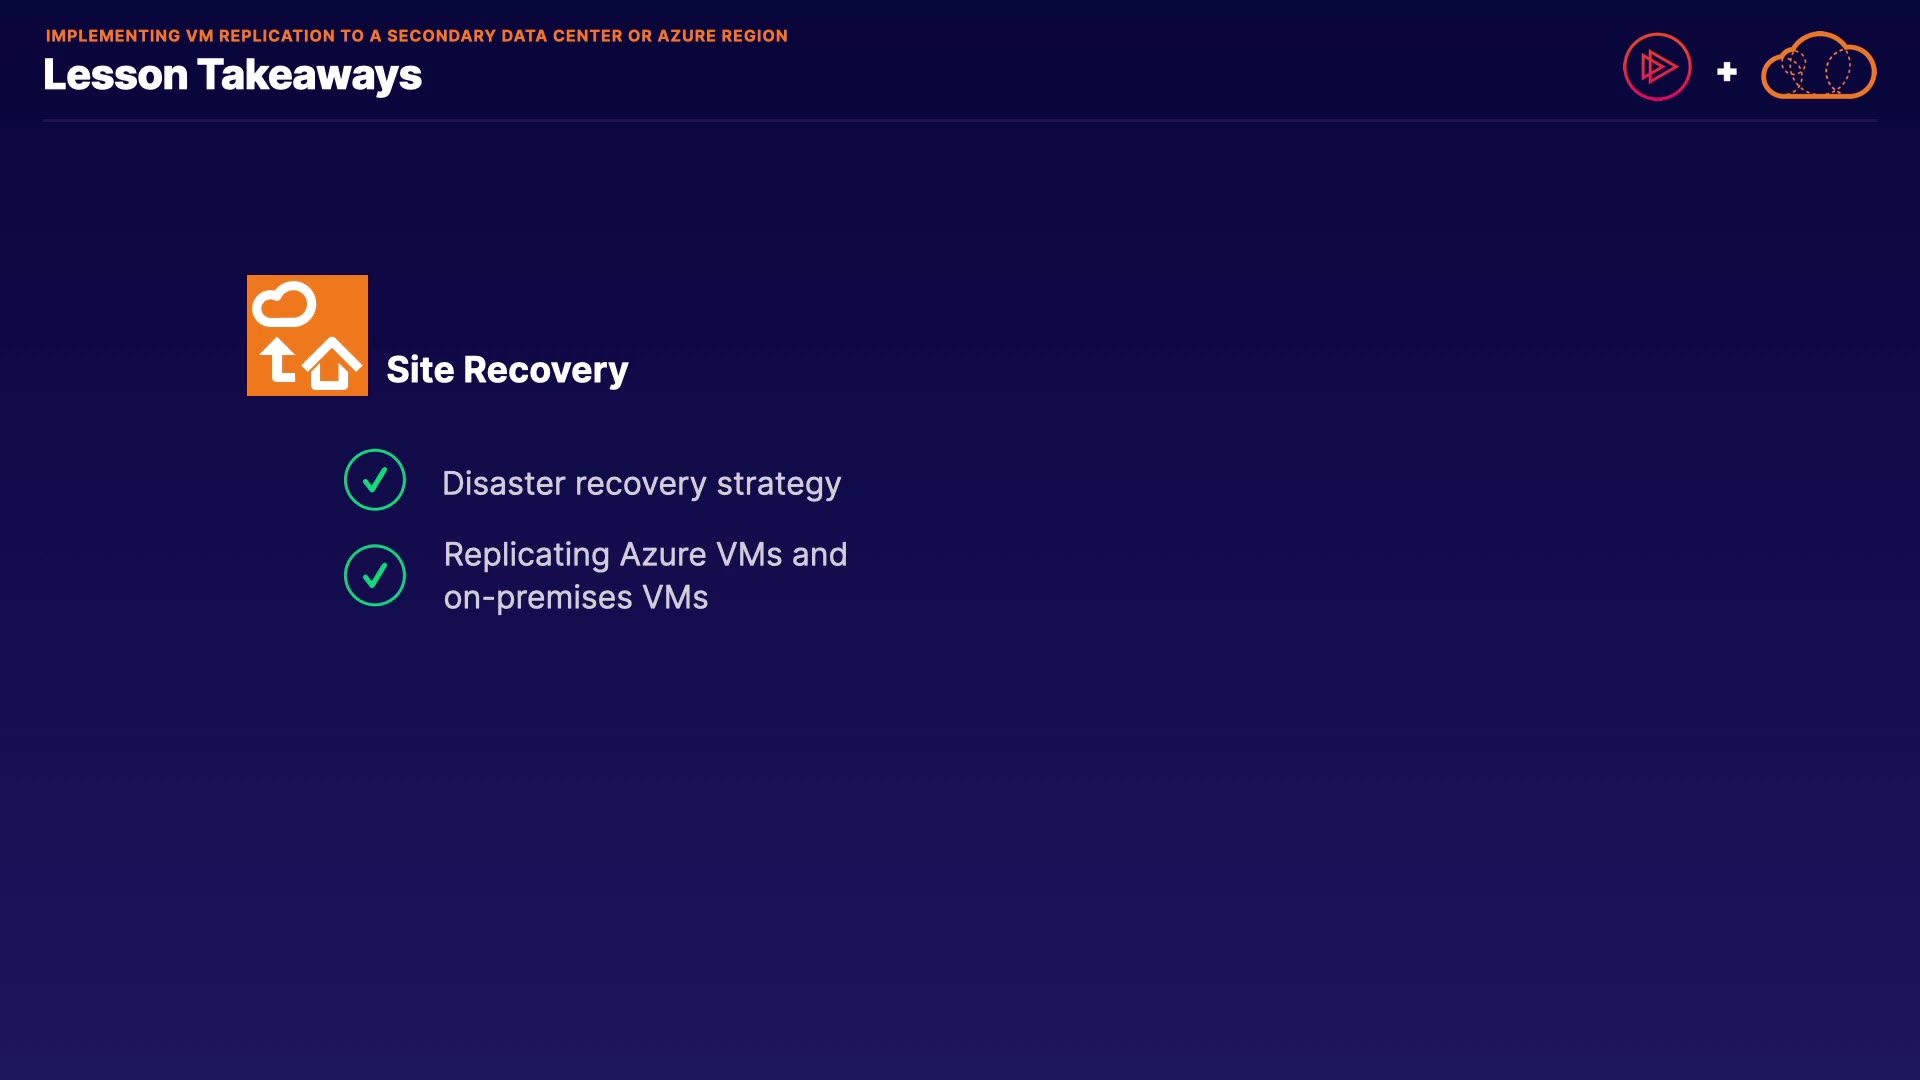 IMPLEMENTING VM REPLICATION TO A SECONDARY DATA CENTER OR AZURE REGION
Lesson Takeaways
Site Recovery
Disaster recovery strategy
Replicating Azure VMs and
on-premises VMs